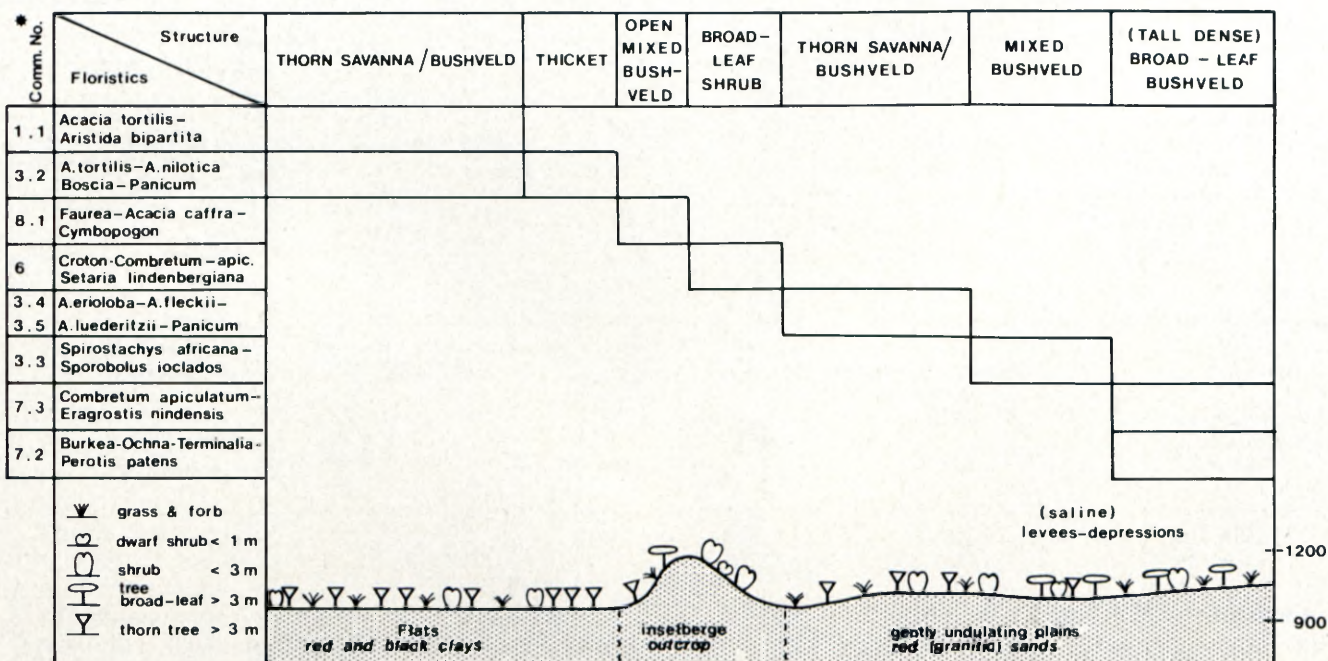 *
Comm. No.
Structure
Floristics
THORN SAVANNA / BUSHVELD
THICKET
OPEN
MIXED
BUSH-
VELD
BROAD-
LEAF
SHRUB
THORN SAVANNA/
BUSHVELD
MIXED
BUSHVELD
(TALL DENSE)
BROAD-LEAF
BUSHVELD
1.1 Acacia tortilis-
Aristida bipartita
3.2 A.tortilis-A.nilotica
Boscia-Panicum
8.1 Faurea-Acacia caffra-
Cymbopogon
6 Croton-Combretum-apic.
Setaria lindenbergiana
3.4 A.erioloba-A.fleckii-
3.5 A.luederitzii-Panicum
3.3 Spirostachys africana-
Sporobolus ioclados
7.3 Combretum apiculatum-
Eragrostis nindensis
7.2 Burkea-Ochna-Terminalia-
Perotis patens
grass & forb
dwarf shrub < 1 m
shrub < 3 m
tree
broad-leaf > 3 m
thorn tree > 3 m
(saline)
levees-depressions
1200
900
Flats
red and black clays
inselberge
outcrop
gently undulating plains
red (granitic) sands